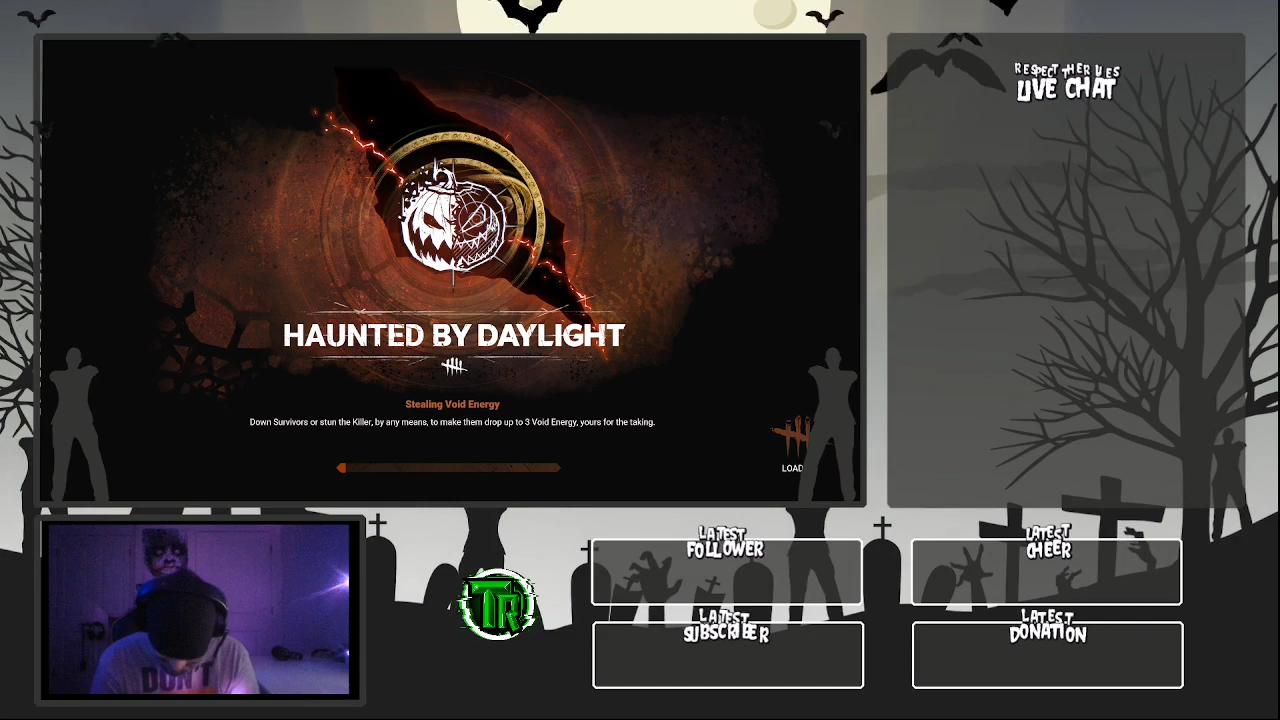 RESPECT THE RULES
LIVE CHAT
HAUNTED BY DAYLIGHT
Stealing Void Energy
Down Survivors or stun the Killer, by any means, to make them drop up to 3 Void Energy, yours for the taking.
LOAD
LATEST
FOLLOWER
LATEST
CHEER
TR
LATEST
SUBSCRIBER
LATEST
DONATION
DON'T